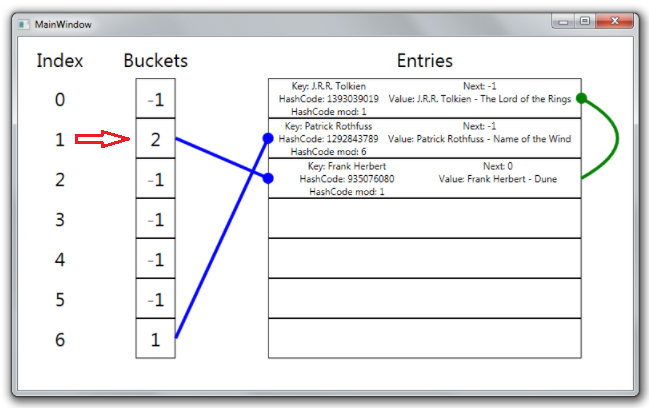 MainWindow
Index Buckets Entries
0 -1
Key: J.R.R. Tolkien Next: -1
HashCode: 1393039019 Value: J.R.R. Tolkien - The Lord of the Rings
HashCode mod: 1
1 2
Key: Patrick Rothfuss Next: -1
HashCode: 1292843789 Value: Patrick Rothfuss - Name of the Wind
HashCode mod: 6
2 -1
Key: Frank Herbert Next: 0
HashCode: 935076080 Value: Frank Herbert - Dune
HashCode mod: 1
3 -1
4 -1
5 -1
6 1